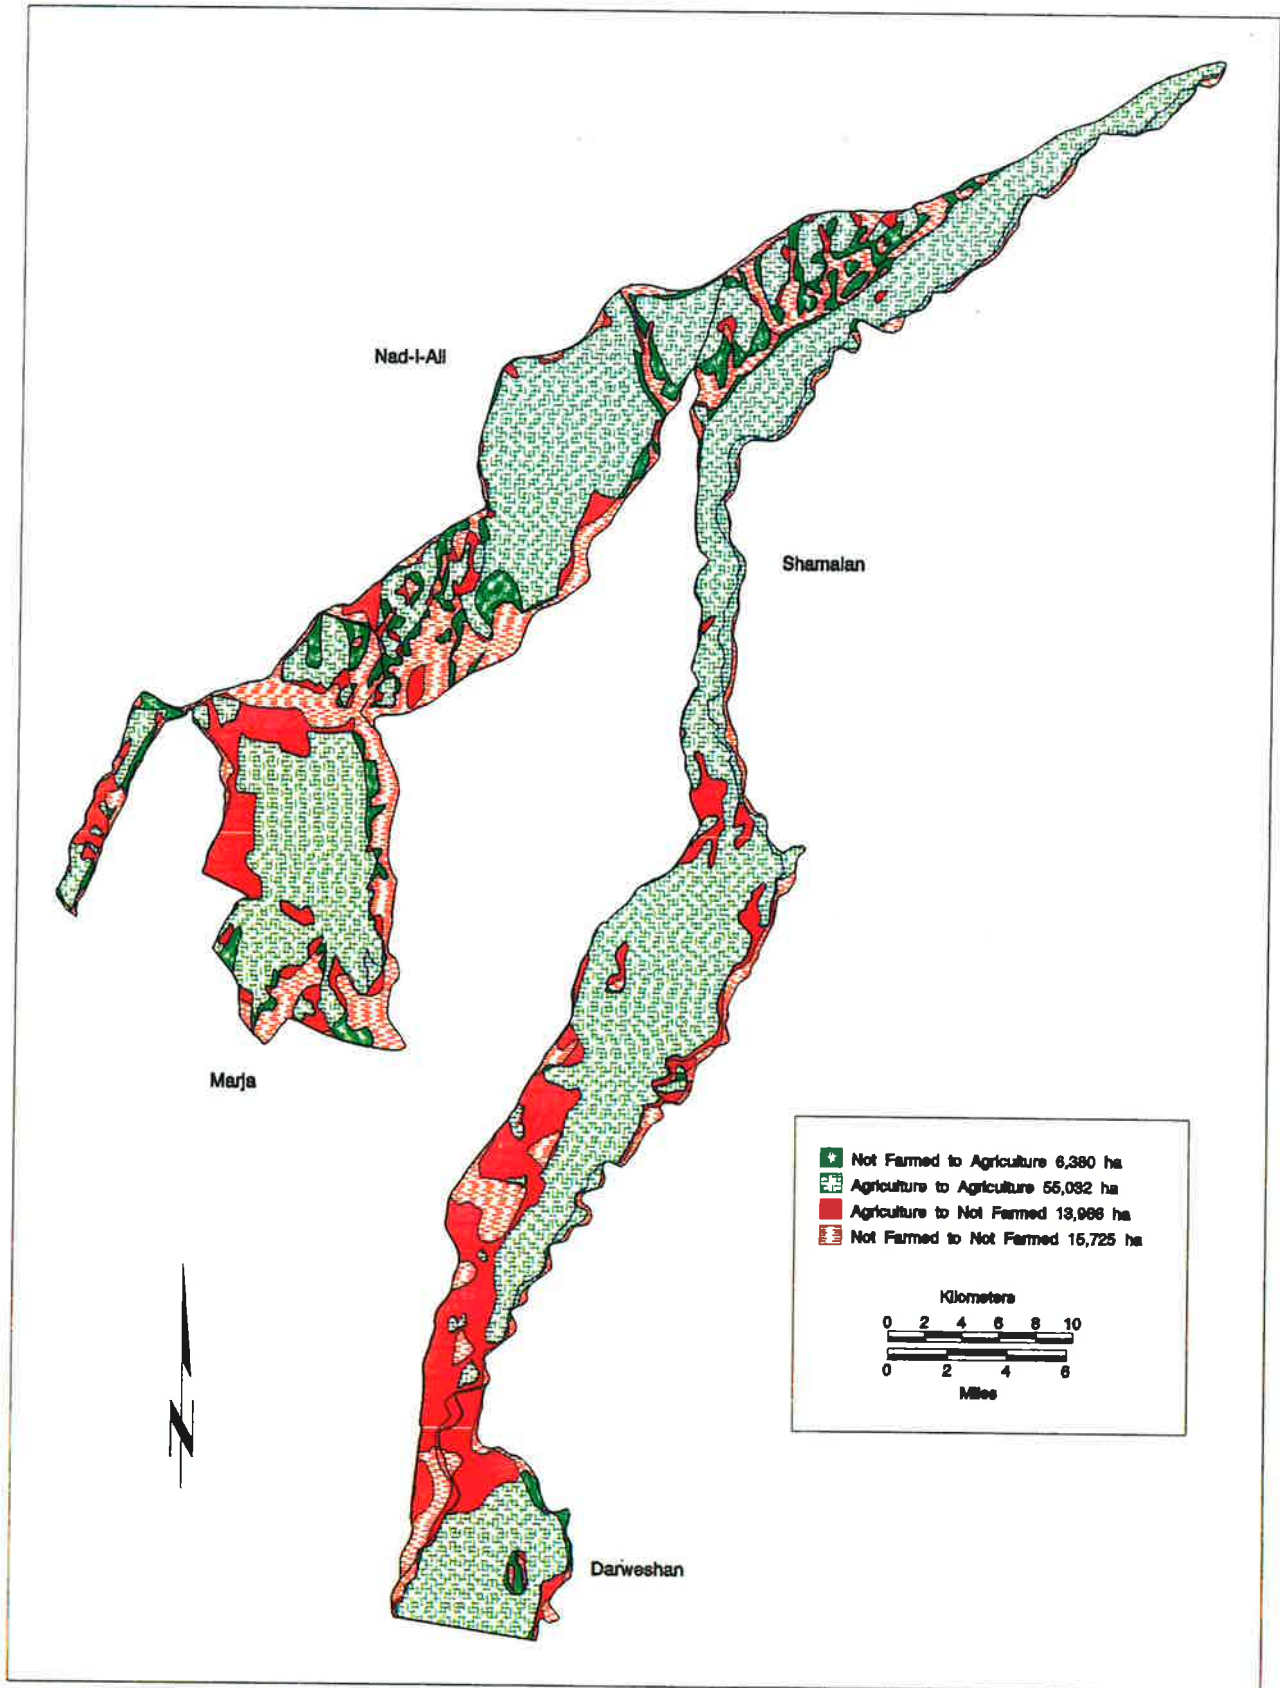 Nad-i-Ali
Shamalan
Marja
Not Farmed to Agriculture 6,380 ha
Agriculture to Agriculture 55,032 ha
Agriculture to Not Farmed 13,986 ha
Not Farmed to Not Farmed 15,725 ha
Kilometers
0 2 4 6 8 10
0 2 4 6
Miles
N
Darweshan